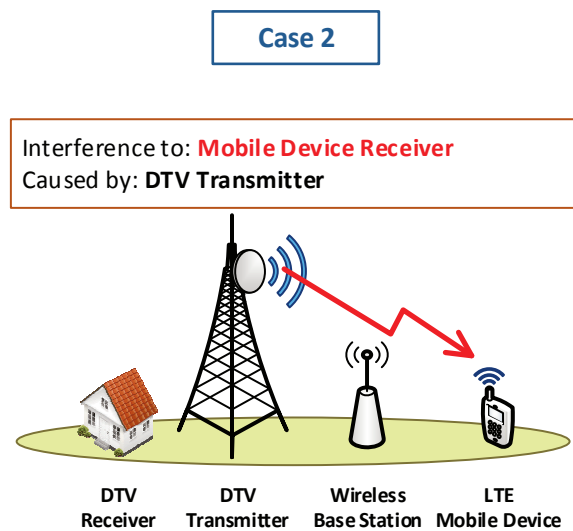 Case 2
Interference to: Mobile Device Receiver
Caused by: DTV Transmitter
DTV Receiver
DTV Transmitter
Wireless Base Station
LTE Mobile Device